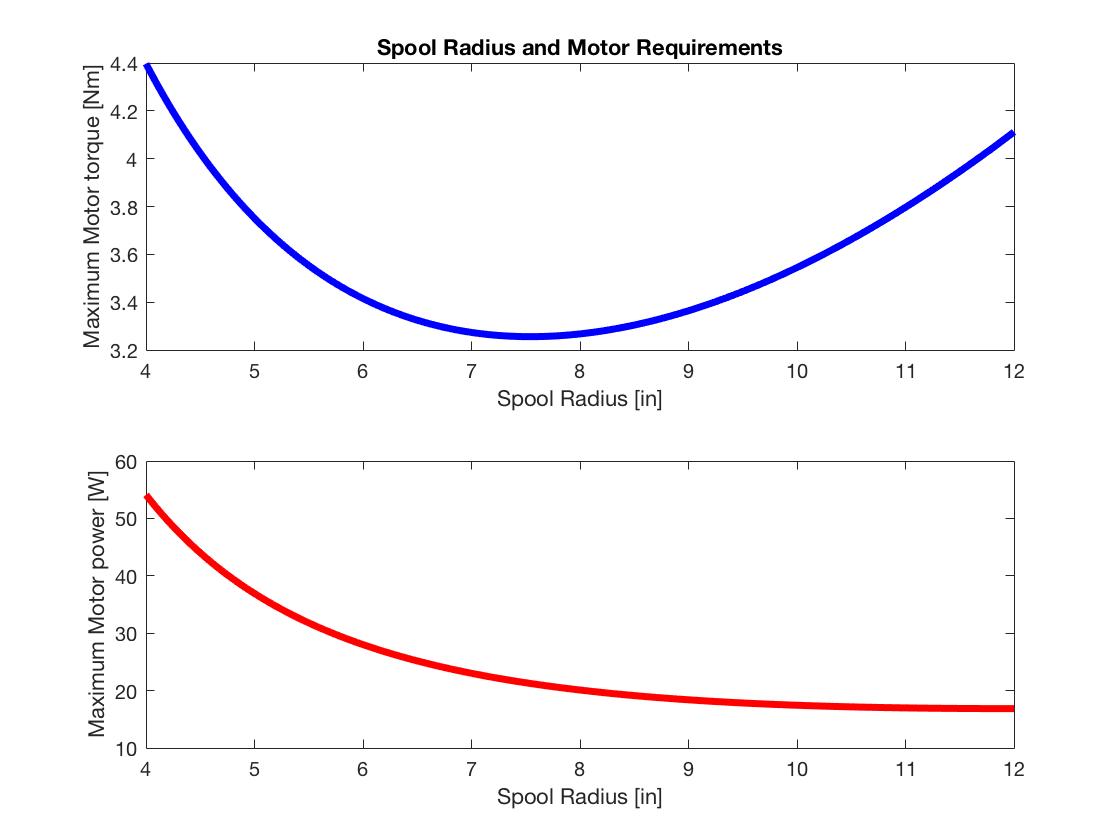 Spool Radius and Motor Requirements
Maximum Motor torque [Nm]
4.4
4.2
4
3.8
3.6
3.4
3.2
4 5 6 7 8 9 10 11 12
Spool Radius [in]
Maximum Motor power [W]
60
50
40
30
20
10
4 5 6 7 8 9 10 11 12
Spool Radius [in]